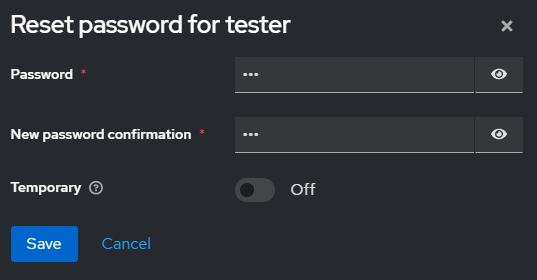 Reset password for tester
Password *
•••
New password confirmation *
•••
Temporary
Off
Save Cancel